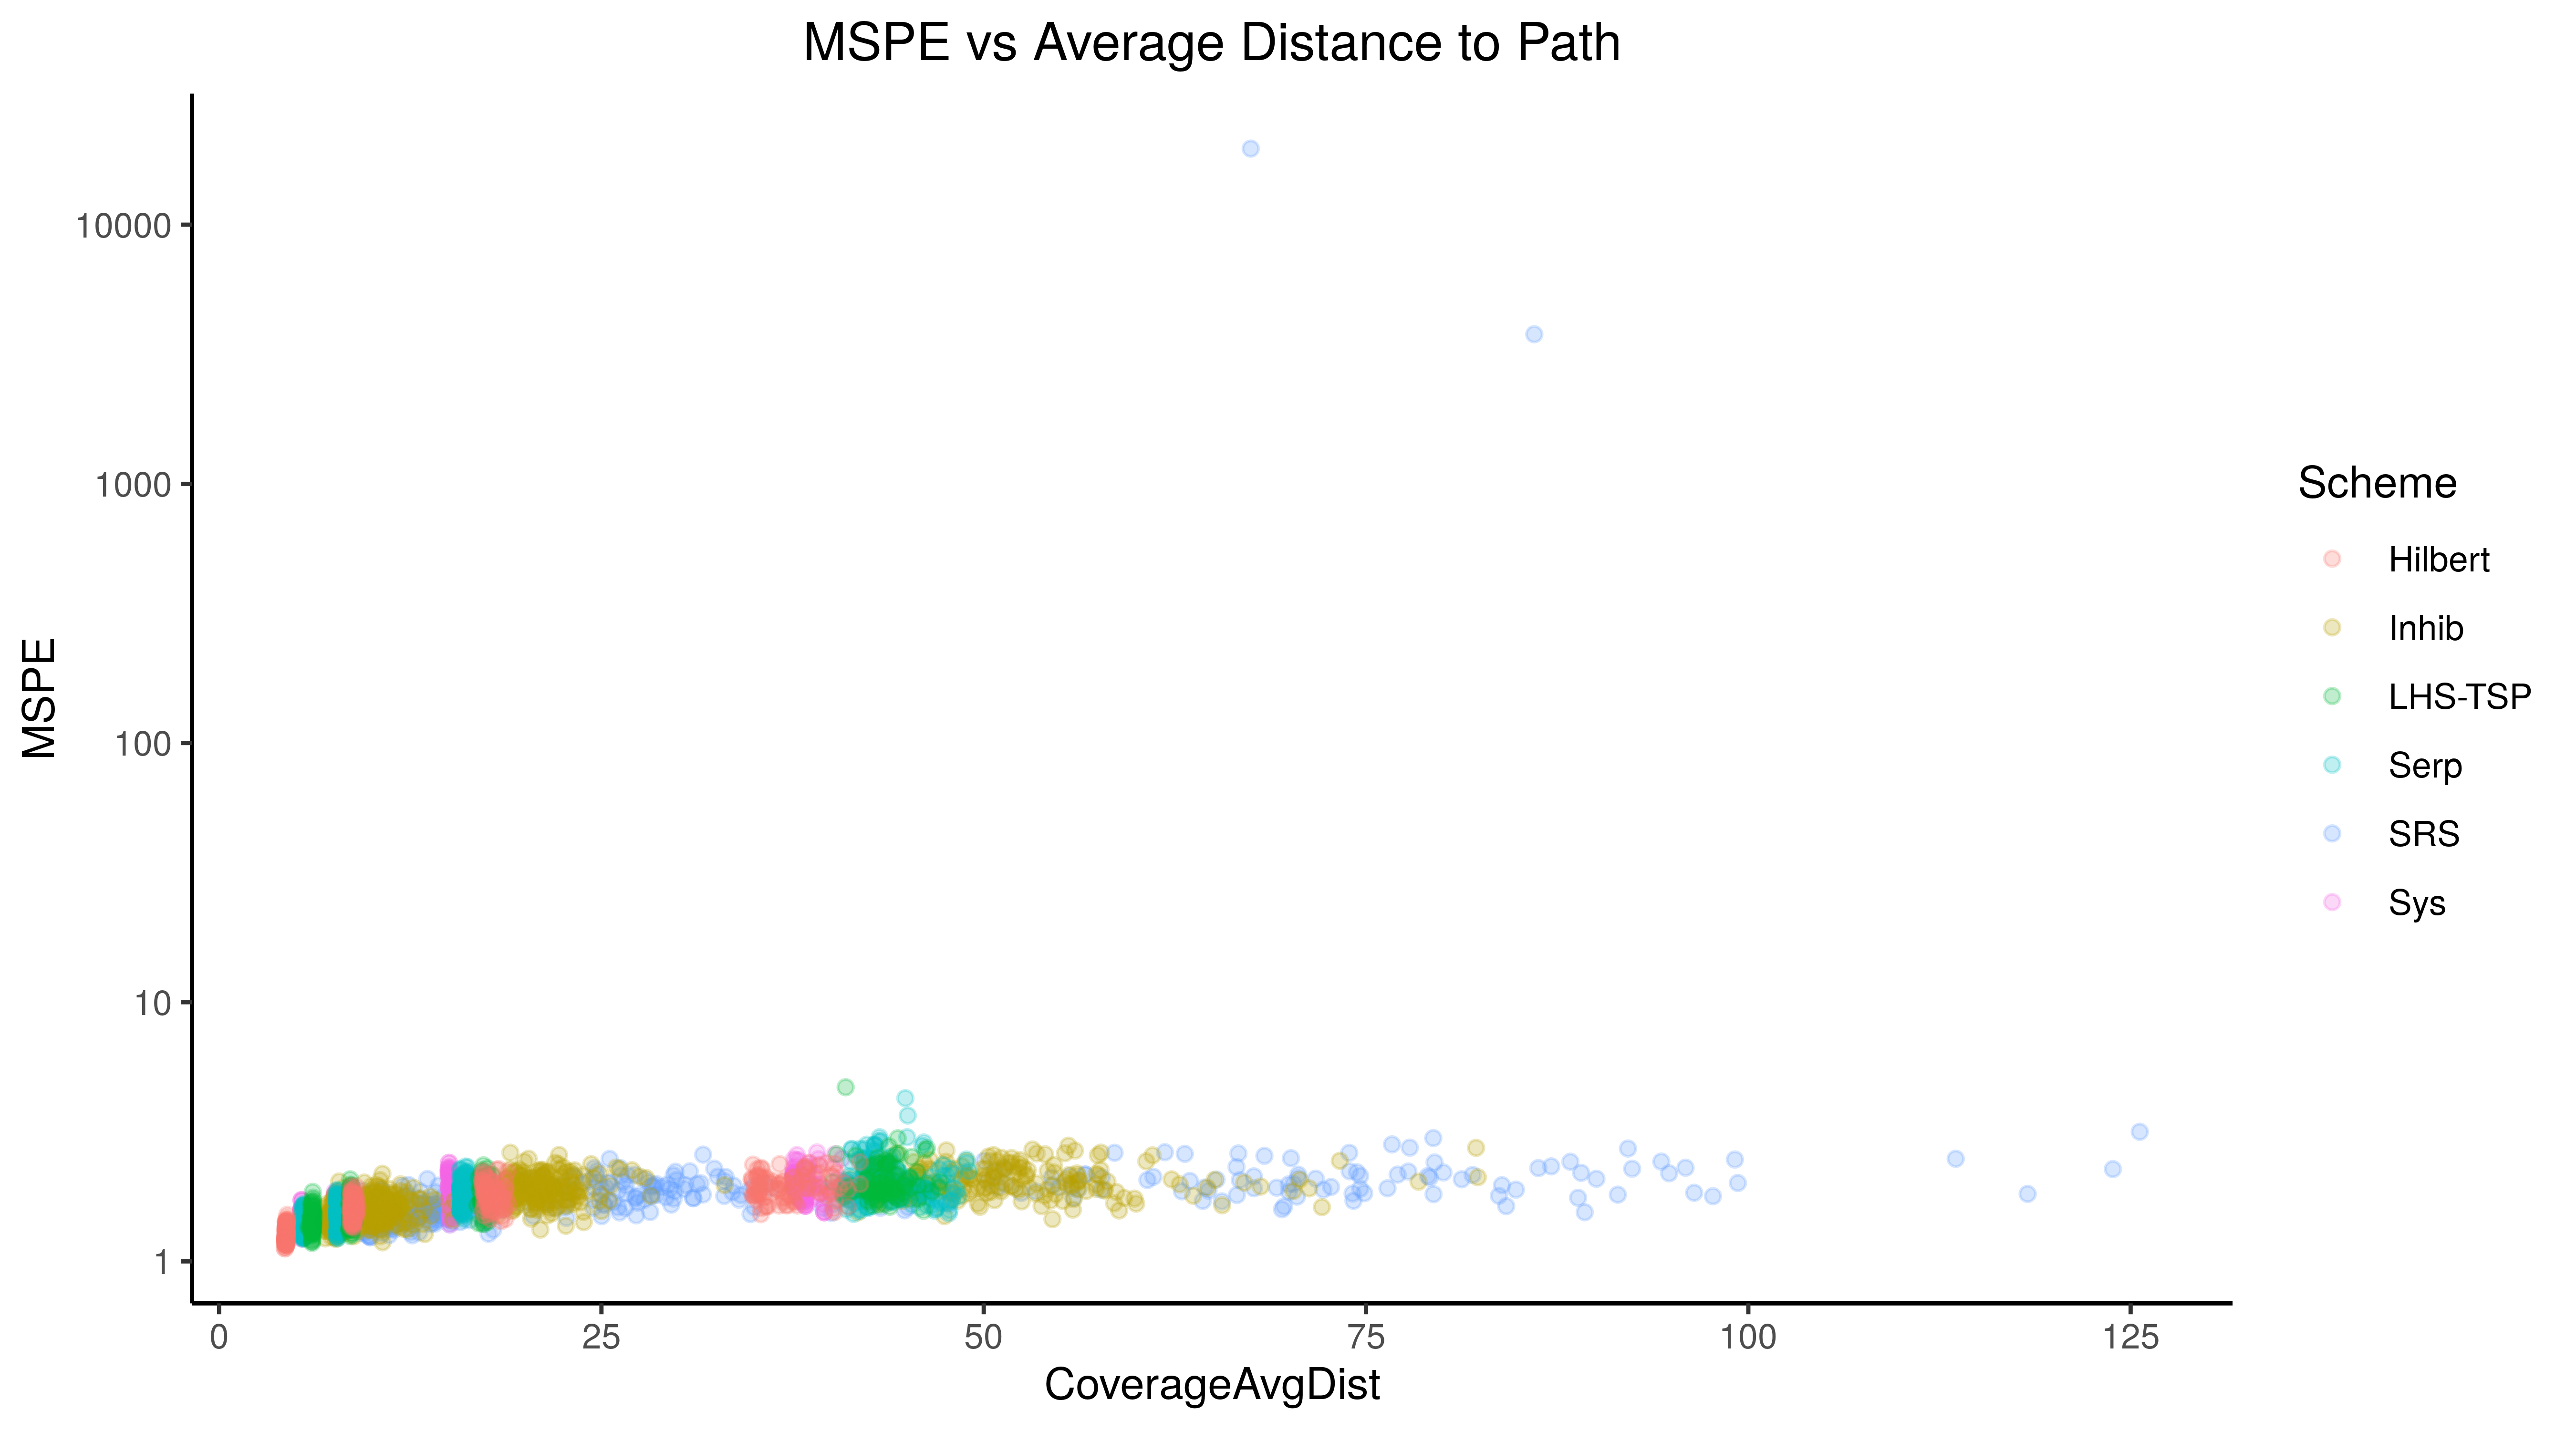 MSPE vs Average Distance to Path
MSPE
10000
1000
100
10
1
0 25 50 75 100 125
CoverageAvgDist
Scheme
Hilbert
Inhib
LHS-TSP
Serp
SRS
Sys